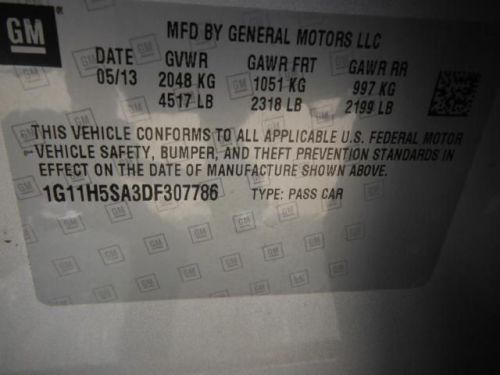 GM
MFD BY GENERAL MOTORS LLC
DATE GVWR GAWR FRT GAWR RR
05/13 2048 KG 1051 KG 997 KG
4517 LB 2318 LB 2199 LB
THIS VEHICLE CONFORMS TO ALL APPLICABLE U.S. FEDERAL MOTOR
VEHICLE SAFETY, BUMPER, AND THEFT PREVENTION STANDARDS IN
EFFECT ON THE DATE OF MANUFACTURE SHOWN ABOVE.
1G11H5SA3DF307786 TYPE: PASS CAR